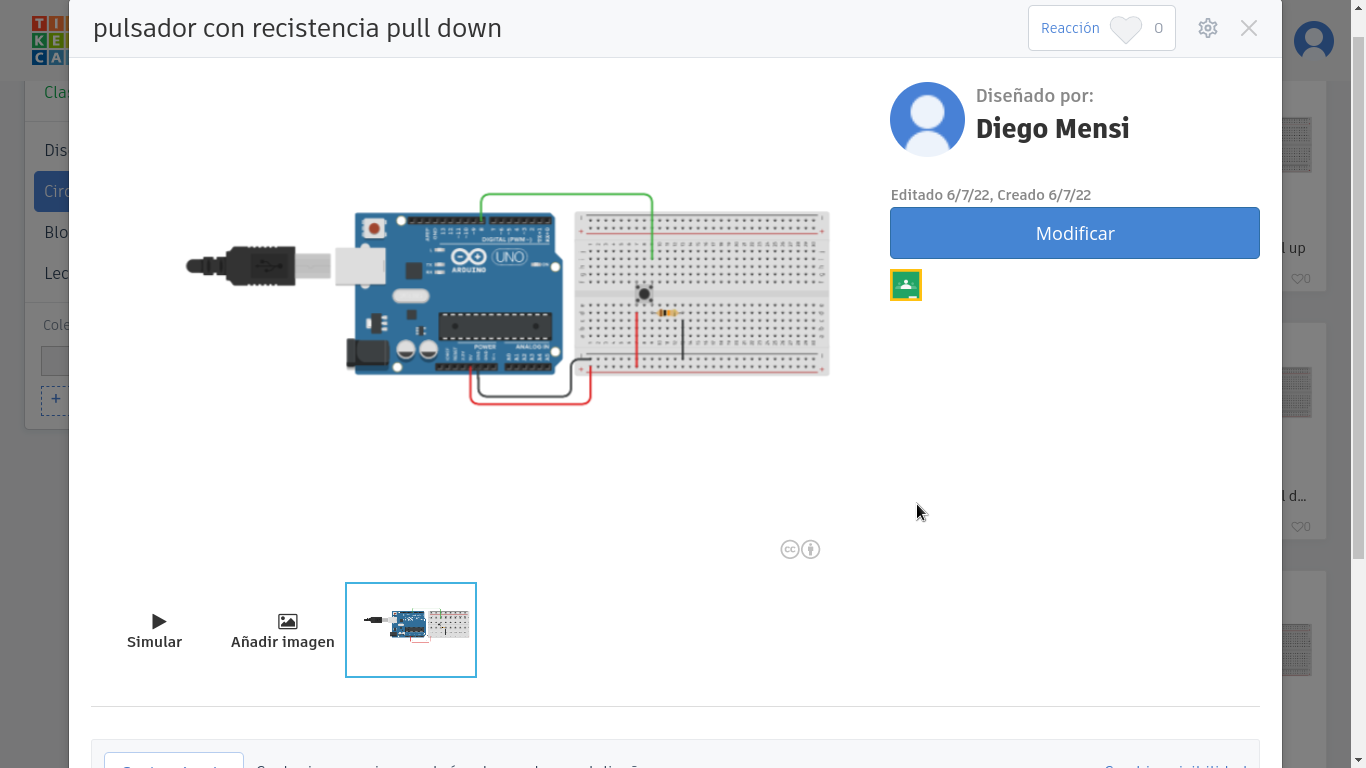 pulsador con recistencia pull down
Reacción 0
TI
KE
CA
Clas
Dis
Circ
Blo
Lec
Cole
+
Diseñado por:
Diego Mensi
Editado 6/7/22, Creado 6/7/22
Modificar
l up
0
l d...
0
DIGITAL (PWM~)
UNO
ARDUINO
POWER
ANALOG IN
cc
Simular
Añadir imagen